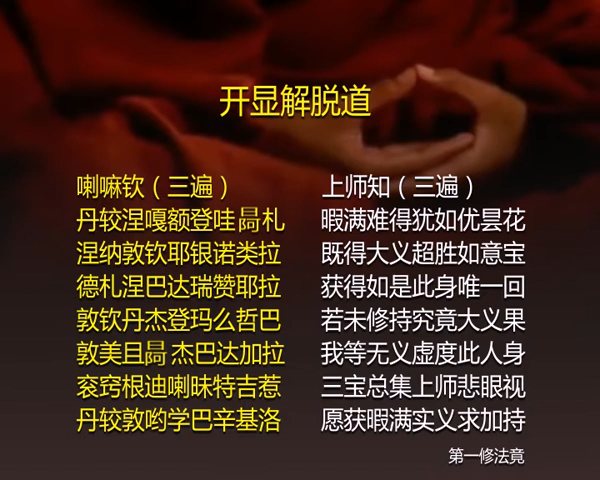 开显解脱道
喇嘛钦（三遍）
丹较涅嘎额登哇札
涅纳敦钦耶银诺类拉
德札涅巴达瑞赞耶拉
敦钦丹杰登玛么哲巴
敦美且杰巴达加拉
衮窍根迪喇昧特吉惹
丹较敦哟学巴辛基洛
上师知（三遍）
暇满难得犹如优昙花
既得大义超胜如意宝
获得如是此身唯一回
若未修持究竟大义果
我等无义虚度此人身
三宝总集上师悲眼视
愿获暇满实义求加持
第一修法竟